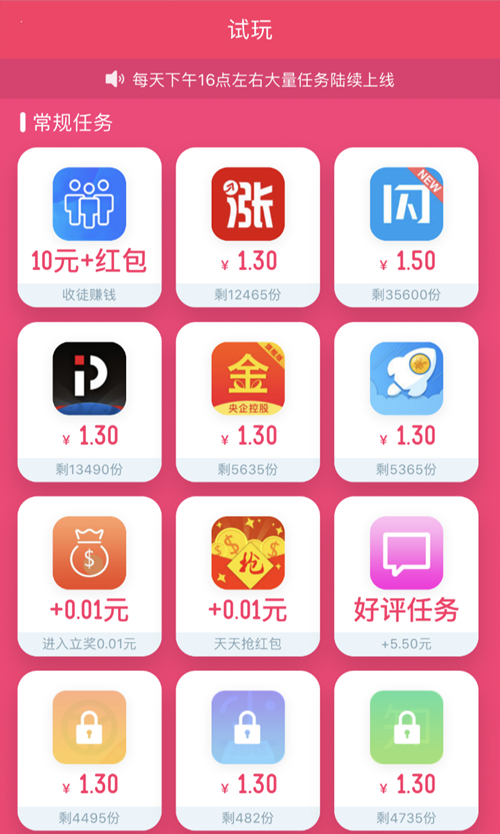 试玩
每天下午16点左右大量任务陆续上线
常规任务
10元+红包
收徒赚钱
涨
¥ 1.30
剩12465份
闪
NEW
¥ 1.50
剩35600份
iP
¥ 1.30
剩13490份
金
央企控股
¥ 1.30
剩5635份
¥ 1.30
剩5365份
$
+0.01元
进入立奖0.01元
抢
+0.01元
天天抢红包
好评任务
+5.50元
¥ 1.30
剩4495份
¥ 1.30
剩482份
¥ 1.30
剩4735份